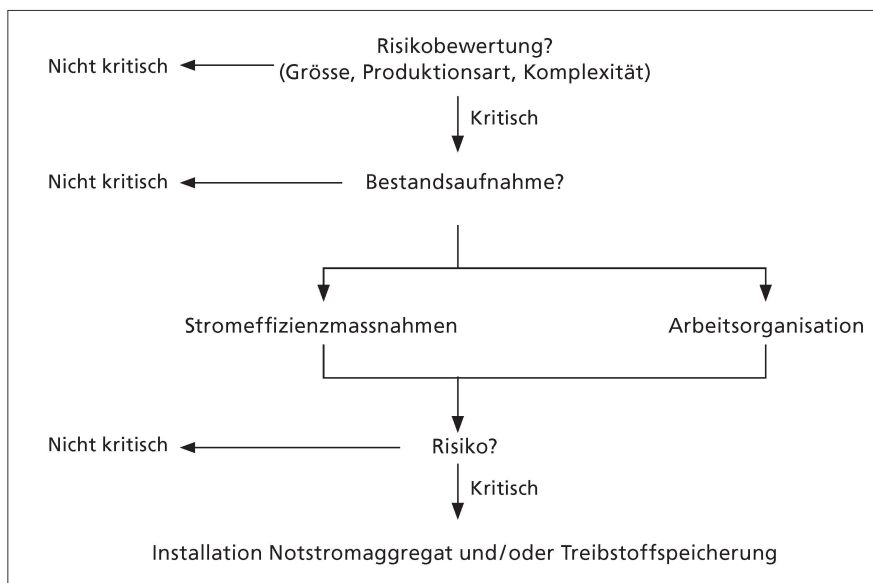 Risikobewertung?
(Grösse, Produktionsart, Komplexität)
Nicht kritisch
Kritisch
Nicht kritisch
Bestandsaufnahme?
Stromeffizienzmassnahmen
Arbeitsorganisation
Nicht kritisch
Risiko?
Kritisch
Installation Notstromaggregat und/oder Treibstoffspeicherung